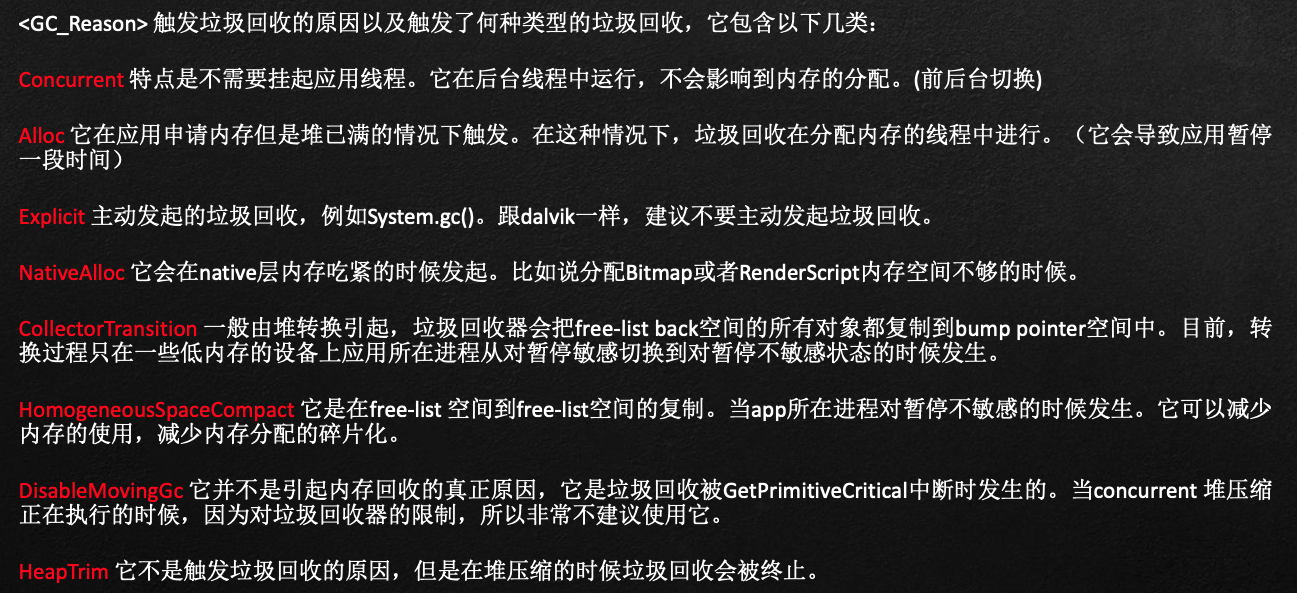 <GC_Reason> 触发垃圾回收的原因以及触发了何种类型的垃圾回收，它包含以下几类：
Concurrent 特点是不需要挂起应用线程。它在后台线程中运行，不会影响到内存的分配。(前后台切换)
Alloc 它在应用申请内存但是堆已满的情况下触发。在这种情况下，垃圾回收在分配内存的线程中进行。（它会导致应用暂停
一段时间）
Explicit 主动发起的垃圾回收，例如System.gc()。跟dalvik一样，建议不要主动发起垃圾回收。
NativeAlloc 它会在native层内存吃紧的时候发起。比如说分配Bitmap或者RenderScript内存空间不够的时候。
CollectorTransition 一般由堆转换引起，垃圾回收器会把free-list back空间的所有对象都复制到bump pointer空间中。目前，转
换过程只在一些低内存的设备上应用所在进程从对暂停敏感切换到对暂停不敏感状态的时候发生。
HomogeneousSpaceCompact 它是在free-list 空间到free-list空间的复制。当app所在进程对暂停不敏感的时候发生。它可以减少
内存的使用，减少内存分配的碎片化。
DisableMovingGc 它并不是引起内存回收的真正原因，它是垃圾回收被GetPrimitiveCritical中断时发生的。当concurrent 堆压缩
正在执行的时候，因为对垃圾回收器的限制，所以非常不建议使用它。
HeapTrim 它不是触发垃圾回收的原因，但是在堆压缩的时候垃圾回收会被终止。